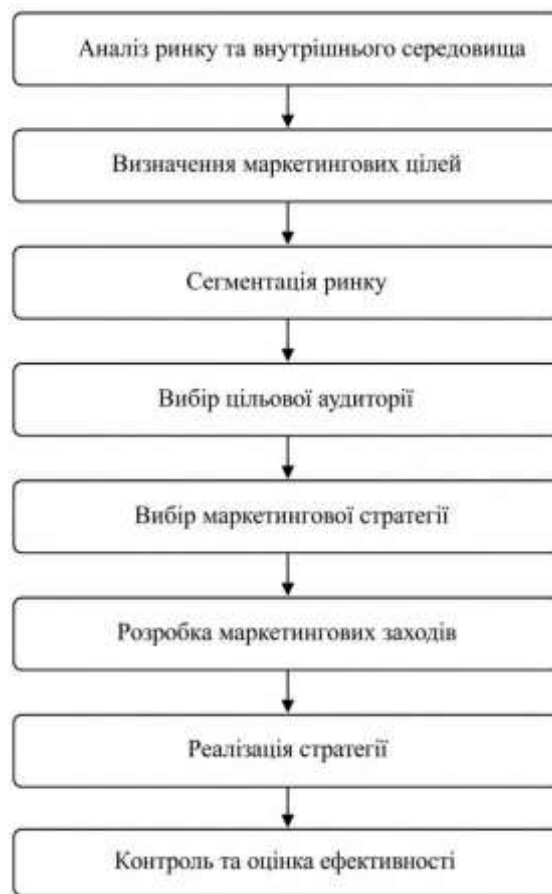 Аналіз ринку та внутрішнього середовища
Визначення маркетингових цілей
Сегментація ринку
Вибір цільової аудиторії
Вибір маркетингової стратегії
Розробка маркетингових заходів
Реалізація стратегії
Контроль та оцінка ефективності